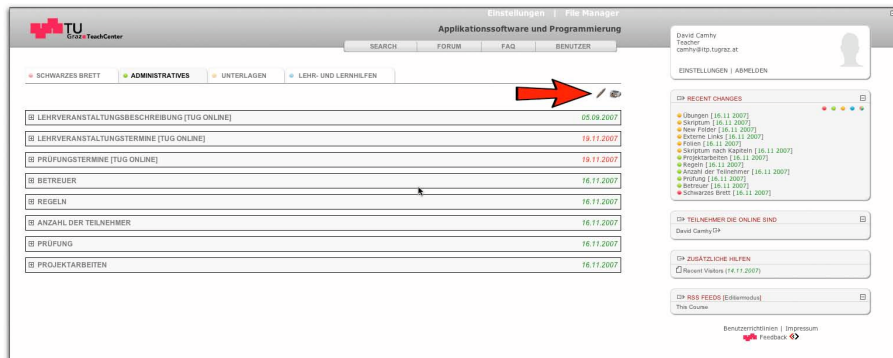 Einstellungen | File Manager
TU
Graz TeachCenter
Applikationssoftware und Programmierung
SEARCH FORUM FAQ BENUTZER
SCHWARZES BRETT ADMINISTRATIVES UNTERLAGEN LEHR- UND LERNHILFEN
LEHRVERANSTALTUNGSBESCHREIBUNG [TUG ONLINE] 05.09.2007
LEHRVERANSTALTUNGSTERMINE [TUG ONLINE] 19.11.2007
PRÜFUNGSTERMINE [TUG ONLINE] 19.11.2007
BETREUER 16.11.2007
REGELN 16.11.2007
ANZAHL DER TEILNEHMER 16.11.2007
PRÜFUNG 16.11.2007
PROJEKTARBEITEN 16.11.2007
David Camhy
Teacher
camhy@itp.tugraz.at
EINSTELLUNGEN | ABMELDEN
RECENT CHANGES
Übungen [16.11 2007]
Skriptum [16.11 2007]
New Folder [16.11 2007]
Externe Links [16.11 2007]
Folien [16.11 2007]
Skriptum nach Kapiteln [16.11 2007]
Projektarbeiten [16.11 2007]
Regeln [16.11 2007]
Anzahl der Teilnehmer [16.11 2007]
Prüfung [16.11 2007]
Betreuer [16.11 2007]
Schwarzes Brett [16.11 2007]
TEILNEHMER DIE ONLINE SIND
David Camhy
ZUSÄTZLICHE HILFEN
Recent Visitors (14.11.2007)
RSS FEEDS [Editiermodus]
This Course
Benutzerrichtlinien | Impressum
Feedback